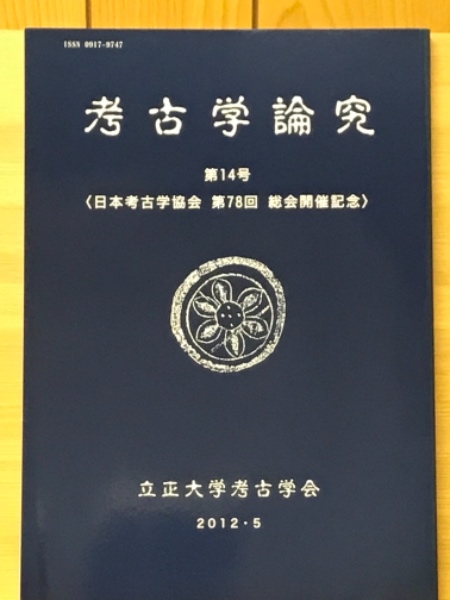 ISSN 0917-9747
考古学論究
第14号
〈日本考古学協会 第78回 総会開催記念〉
立正大学考古学会
2012・5